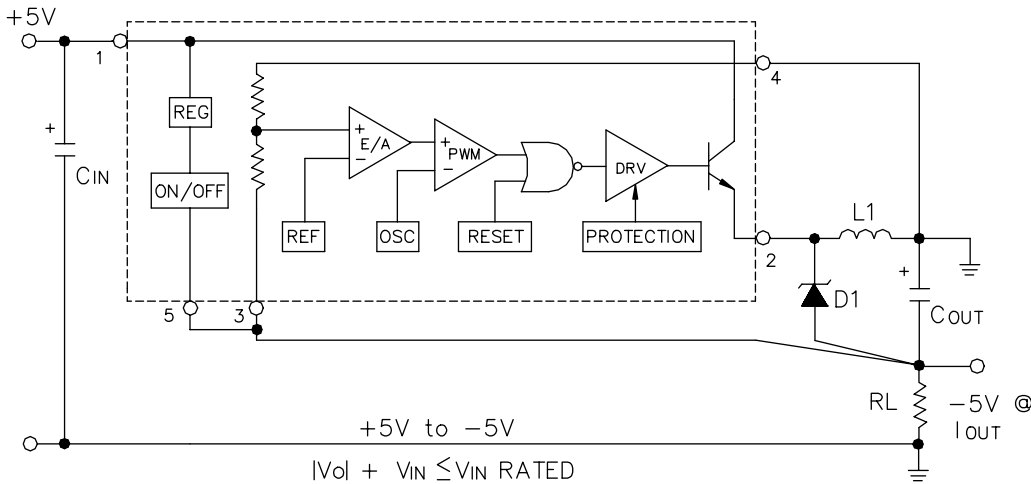 +5V
1
4
REG
+
E/A
−
+
PWM
−
DRV
+
CIN
ON/OFF
REF
OSC
RESET
PROTECTION
L1
2
+
D1
COUT
5
3
RL
−5V @
IOUT
+5V to −5V
|Vo| + VIN ≤ VIN RATED